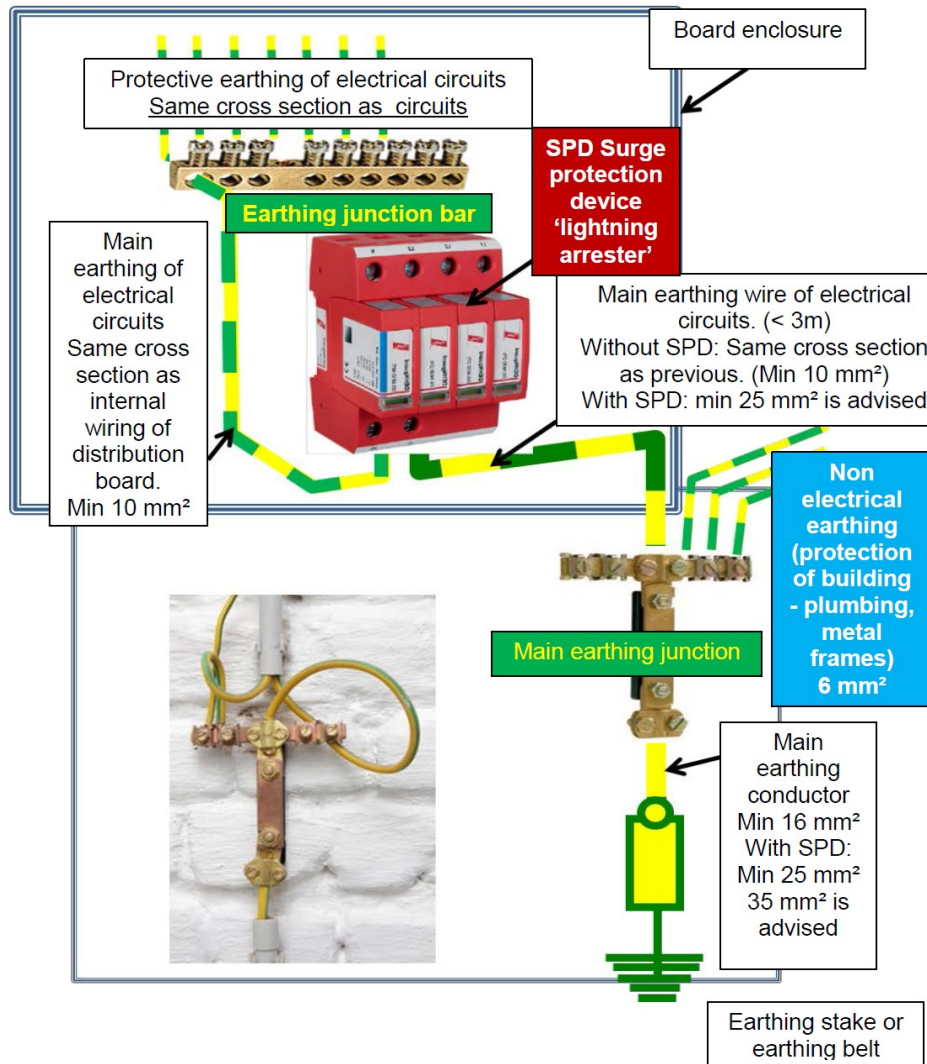 Board enclosure
Protective earthing of electrical circuits
Same cross section as circuits
SPD Surge
protection
device
‘lightning
arrester’
Earthing junction bar
Main
earthing of
electrical
circuits
Same cross
section as
internal
wiring of
distribution
board.
Min 10 mm²
Main earthing wire of electrical
circuits. (< 3m)
Without SPD: Same cross section
as previous. (Min 10 mm²)
With SPD: min 25 mm² is advised
Non
electrical
earthing
(protection
of building
- plumbing,
metal
frames)
6 mm²
Main earthing junction
Main
earthing
conductor
Min 16 mm²
With SPD:
Min 25 mm²
35 mm² is
advised
Earthing stake or
earthing belt